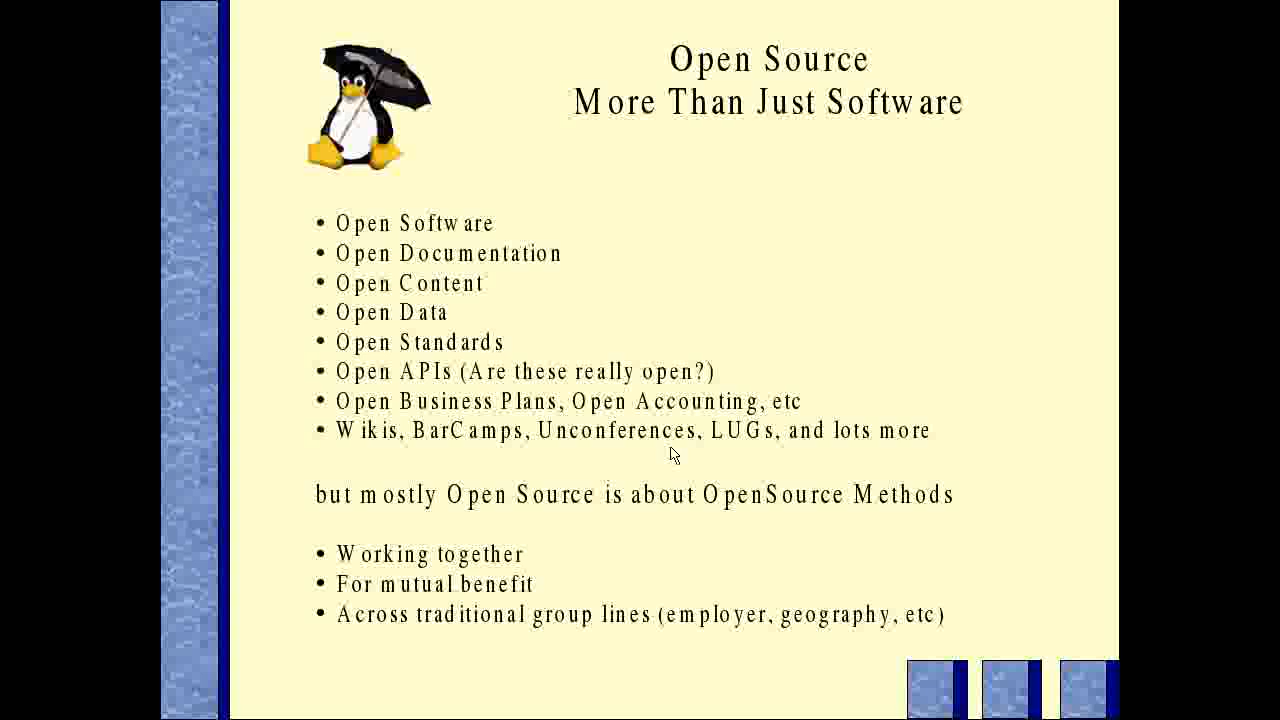 Open Source
More Than Just Software
• Open Software
• Open Documentation
• Open Content
• Open Data
• Open Standards
• Open APIs (Are these really open?)
• Open Business Plans, Open Accounting, etc
• Wikis, BarCamps, Unconferences, LUGs, and lots more
but mostly Open Source is about OpenSource Methods
• Working together
• For mutual benefit
• Across traditional group lines (employer, geography, etc)